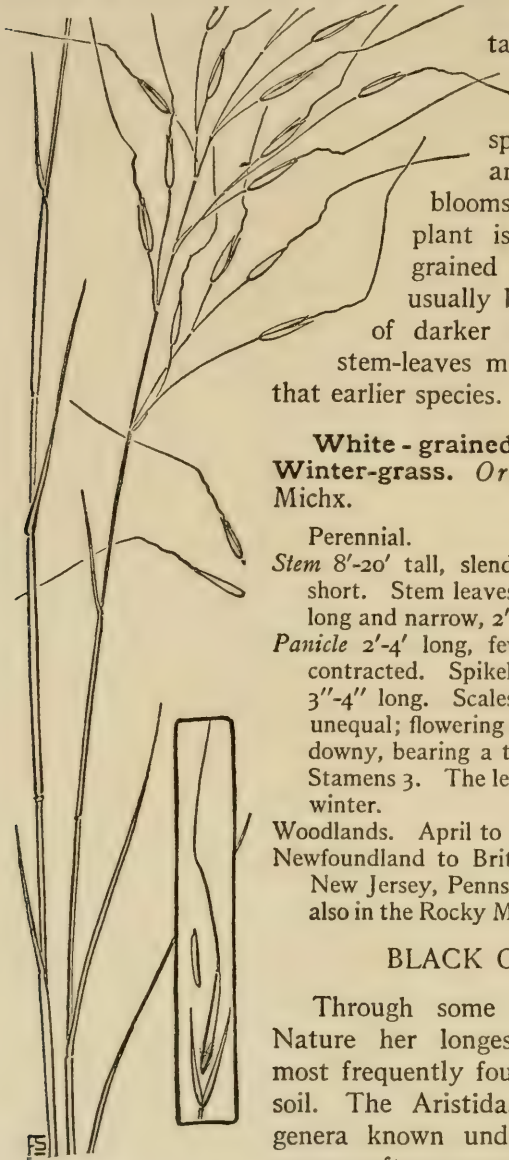 ta
sp
an
blooms
plant is
grained
usually
of darker
stem-leaves m
that earlier species.
White-grained
Winter-grass. Or
Michx.
Perennial.
Stem 8'-20' tall, slend
short. Stem leaves
long and narrow, 2'
Panicle 2'-4' long, few
contracted. Spikel
3"-4" long. Scales
unequal; flowering
downy, bearing a t
Stamens 3. The le
winter.
Woodlands. April to
Newfoundland to Brit
New Jersey, Penns
also in the Rocky M
BLACK O
Through some
Nature her longes
most frequently fou
soil. The Aristida
genera known und
FS